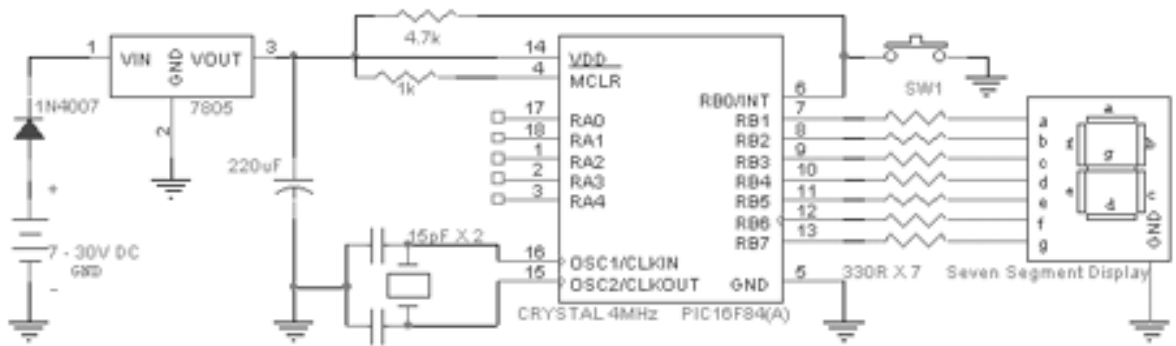 4.7k
1 VIN GND VOUT 3
14 VDD
4 MCLR
1k
SW1
1N4007
7805
2
RB0/INT 6
17 RA0
RB1 7
18 RA1
RB2 8
1 RA2
RB3 9
2 RA3
RB4 10
3 RA4
RB5 11
RB6 12
RB7 13
a
b
c
d
e
f
g
a
f b
g
e c
d
GND
220uF
+
7 - 30V DC
GND
-
15pF X 2
16 OSC1/CLKIN
15 OSC2/CLKOUT
GND 5
330R X 7
Seven Segment Display
CRYSTAL 4MHz
PIC16F84(A)